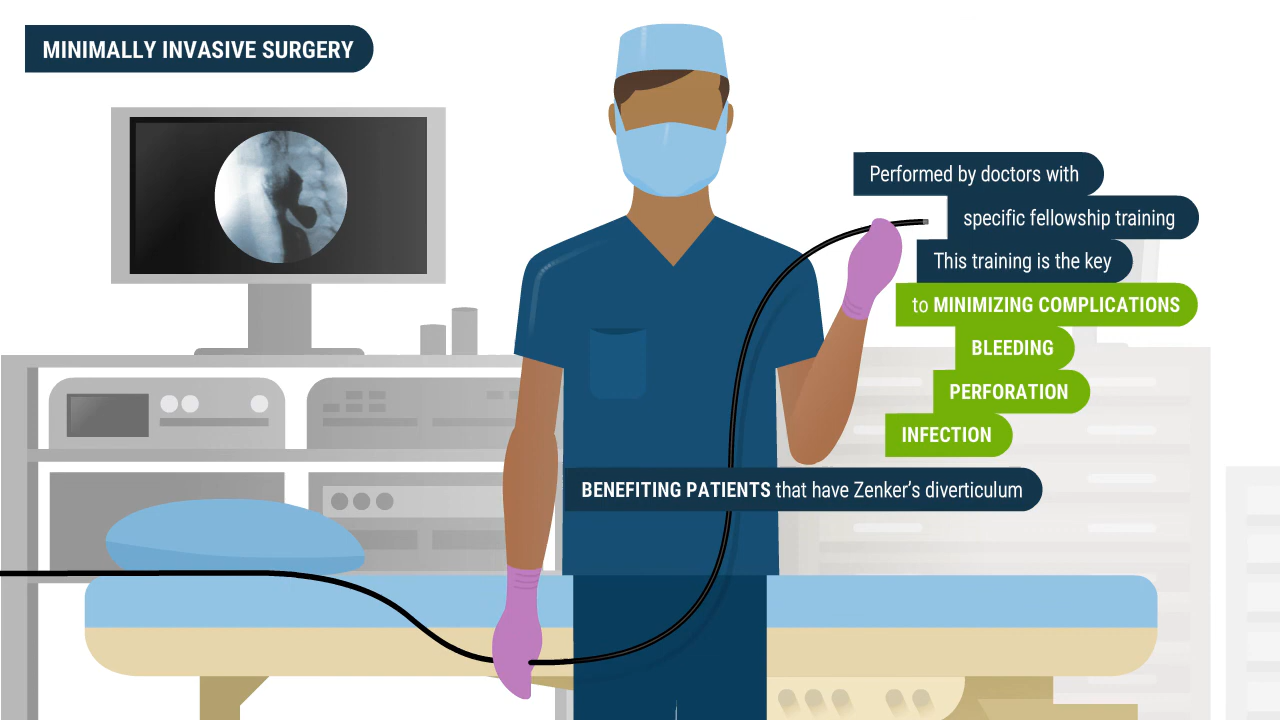 MINIMALLY INVASIVE SURGERY
Performed by doctors with
specific fellowship training
This training is the key
to MINIMIZING COMPLICATIONS
BLEEDING
PERFORATION
INFECTION
BENEFITING PATIENTS that have Zenker’s diverticulum